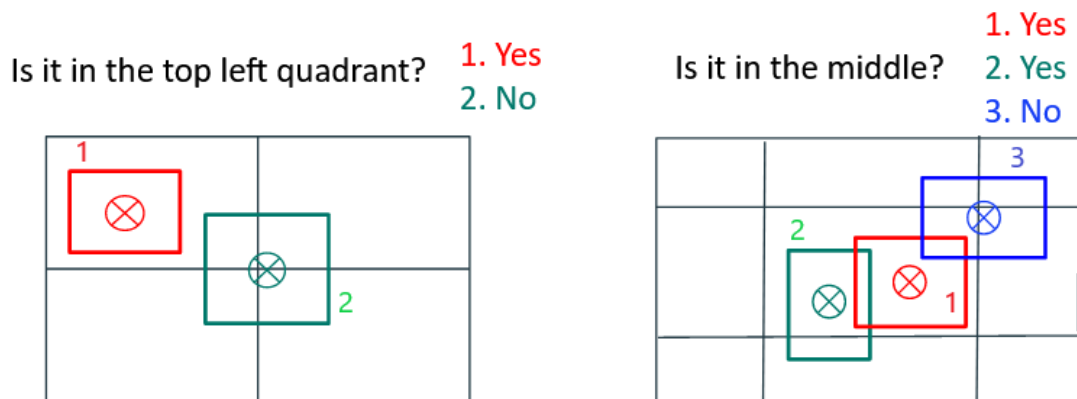 Is it in the top left quadrant?
1. Yes
2. No
1
2
Is it in the middle?
1. Yes
2. Yes
3. No
3
2
1